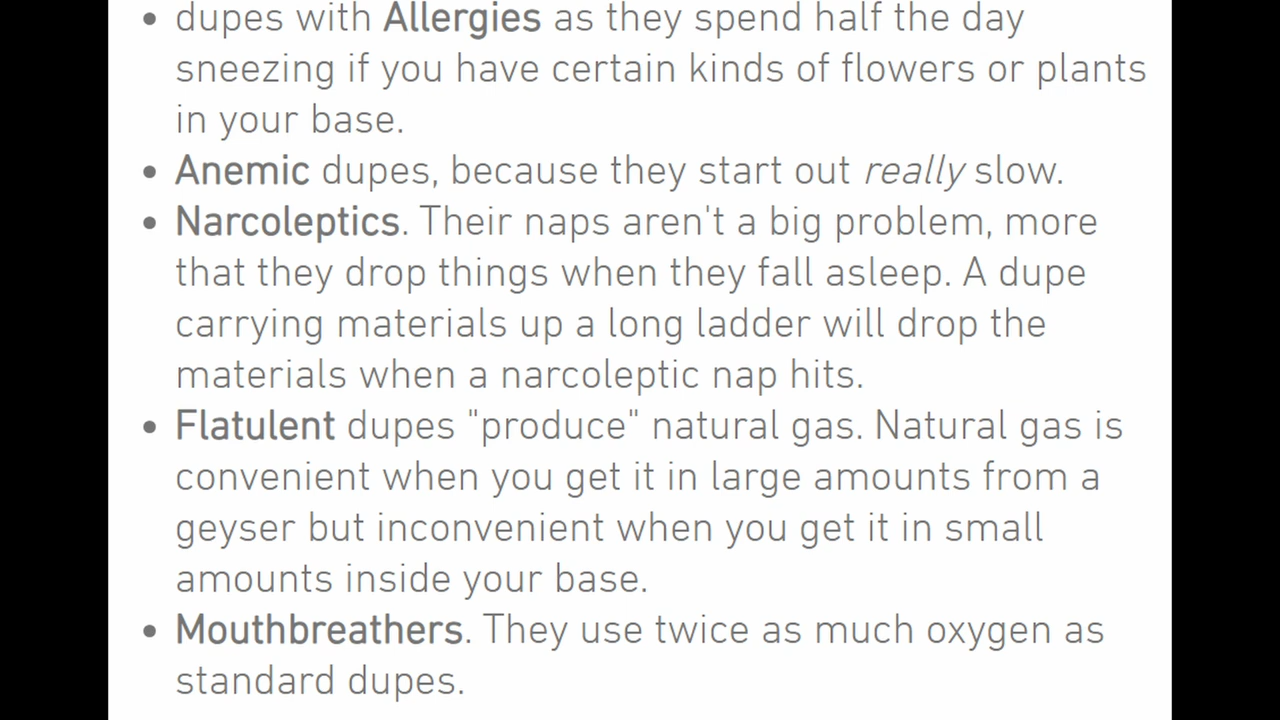 • dupes with Allergies as they spend half the day
sneezing if you have certain kinds of flowers or plants
in your base.
• Anemic dupes, because they start out really slow.
• Narcoleptics. Their naps aren't a big problem, more
that they drop things when they fall asleep. A dupe
carrying materials up a long ladder will drop the
materials when a narcoleptic nap hits.
• Flatulent dupes "produce" natural gas. Natural gas is
convenient when you get it in large amounts from a
geyser but inconvenient when you get it in small
amounts inside your base.
• Mouthbreathers. They use twice as much oxygen as
standard dupes.